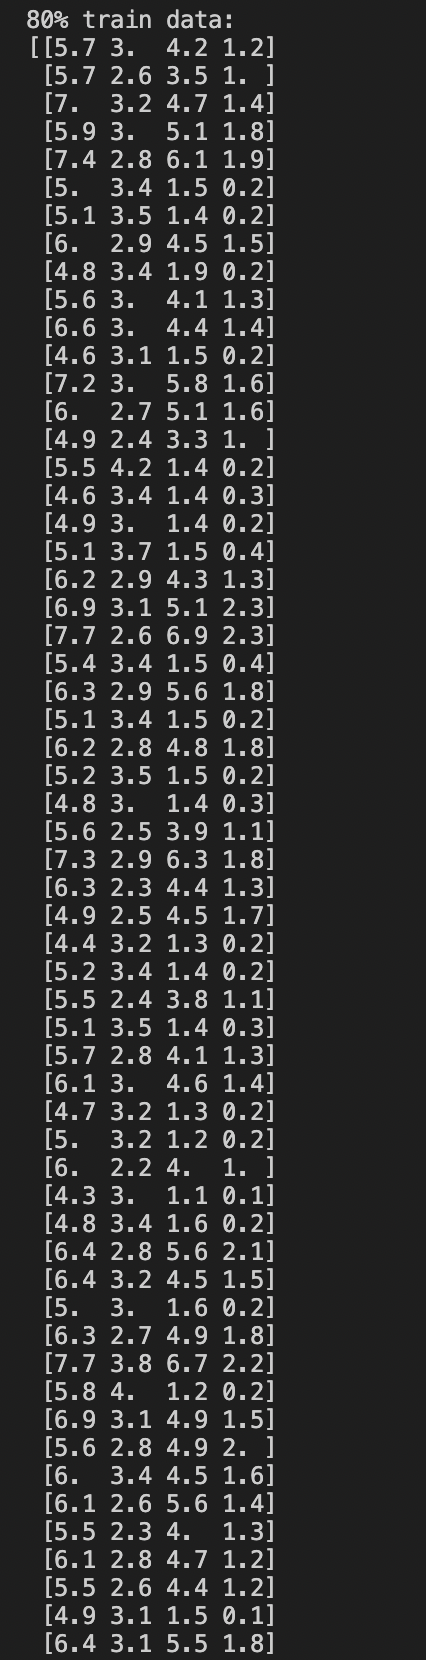 80% train data:
[[5.7 3.  4.2 1.2]
 [5.7 2.6 3.5 1. ]
 [7.  3.2 4.7 1.4]
 [5.9 3.  5.1 1.8]
 [7.4 2.8 6.1 1.9]
 [5.  3.4 1.5 0.2]
 [5.1 3.5 1.4 0.2]
 [6.  2.9 4.5 1.5]
 [4.8 3.4 1.9 0.2]
 [5.6 3.  4.1 1.3]
 [6.6 3.  4.4 1.4]
 [4.6 3.1 1.5 0.2]
 [7.2 3.  5.8 1.6]
 [6.  2.7 5.1 1.6]
 [4.9 2.4 3.3 1. ]
 [5.5 4.2 1.4 0.2]
 [4.6 3.4 1.4 0.3]
 [4.9 3.  1.4 0.2]
 [5.1 3.7 1.5 0.4]
 [6.2 2.9 4.3 1.3]
 [6.9 3.1 5.1 2.3]
 [7.7 2.6 6.9 2.3]
 [5.4 3.4 1.5 0.4]
 [6.3 2.9 5.6 1.8]
 [5.1 3.4 1.5 0.2]
 [6.2 2.8 4.8 1.8]
 [5.2 3.5 1.5 0.2]
 [4.8 3.  1.4 0.3]
 [5.6 2.5 3.9 1.1]
 [7.3 2.9 6.3 1.8]
 [6.3 2.3 4.4 1.3]
 [4.9 2.5 4.5 1.7]
 [4.4 3.2 1.3 0.2]
 [5.2 3.4 1.4 0.2]
 [5.5 2.4 3.8 1.1]
 [5.1 3.5 1.4 0.3]
 [5.7 2.8 4.1 1.3]
 [6.1 3.  4.6 1.4]
 [4.7 3.2 1.3 0.2]
 [5.  3.2 1.2 0.2]
 [6.  2.2 4.  1. ]
 [4.3 3.  1.1 0.1]
 [4.8 3.4 1.6 0.2]
 [6.4 2.8 5.6 2.1]
 [6.4 3.2 4.5 1.5]
 [5.  3.  1.6 0.2]
 [6.3 2.7 4.9 1.8]
 [7.7 3.8 6.7 2.2]
 [5.8 4.  1.2 0.2]
 [6.9 3.1 4.9 1.5]
 [5.6 2.8 4.9 2. ]
 [6.  3.4 4.5 1.6]
 [6.1 2.6 5.6 1.4]
 [5.5 2.3 4.  1.3]
 [6.1 2.8 4.7 1.2]
 [5.5 2.6 4.4 1.2]
 [4.9 3.1 1.5 0.1]
 [6.4 3.1 5.5 1.8]